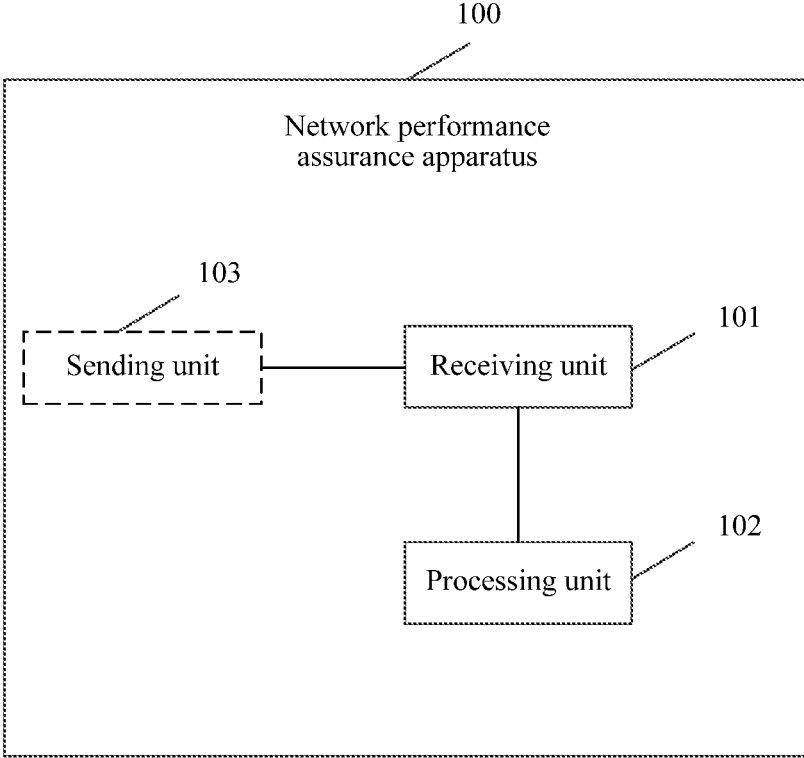 100
Network performance
assurance apparatus
103
101
Sending unit
Receiving unit
102
Processing unit